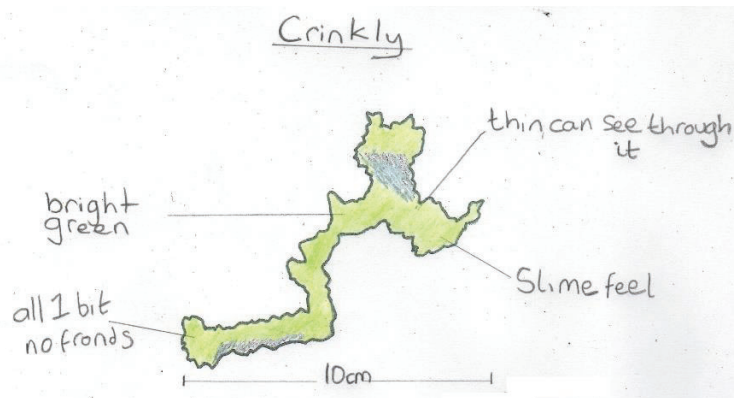 Crinkly
thin can see through
it
bright
green
Slime feel
all 1 bit
no fronds
10cm